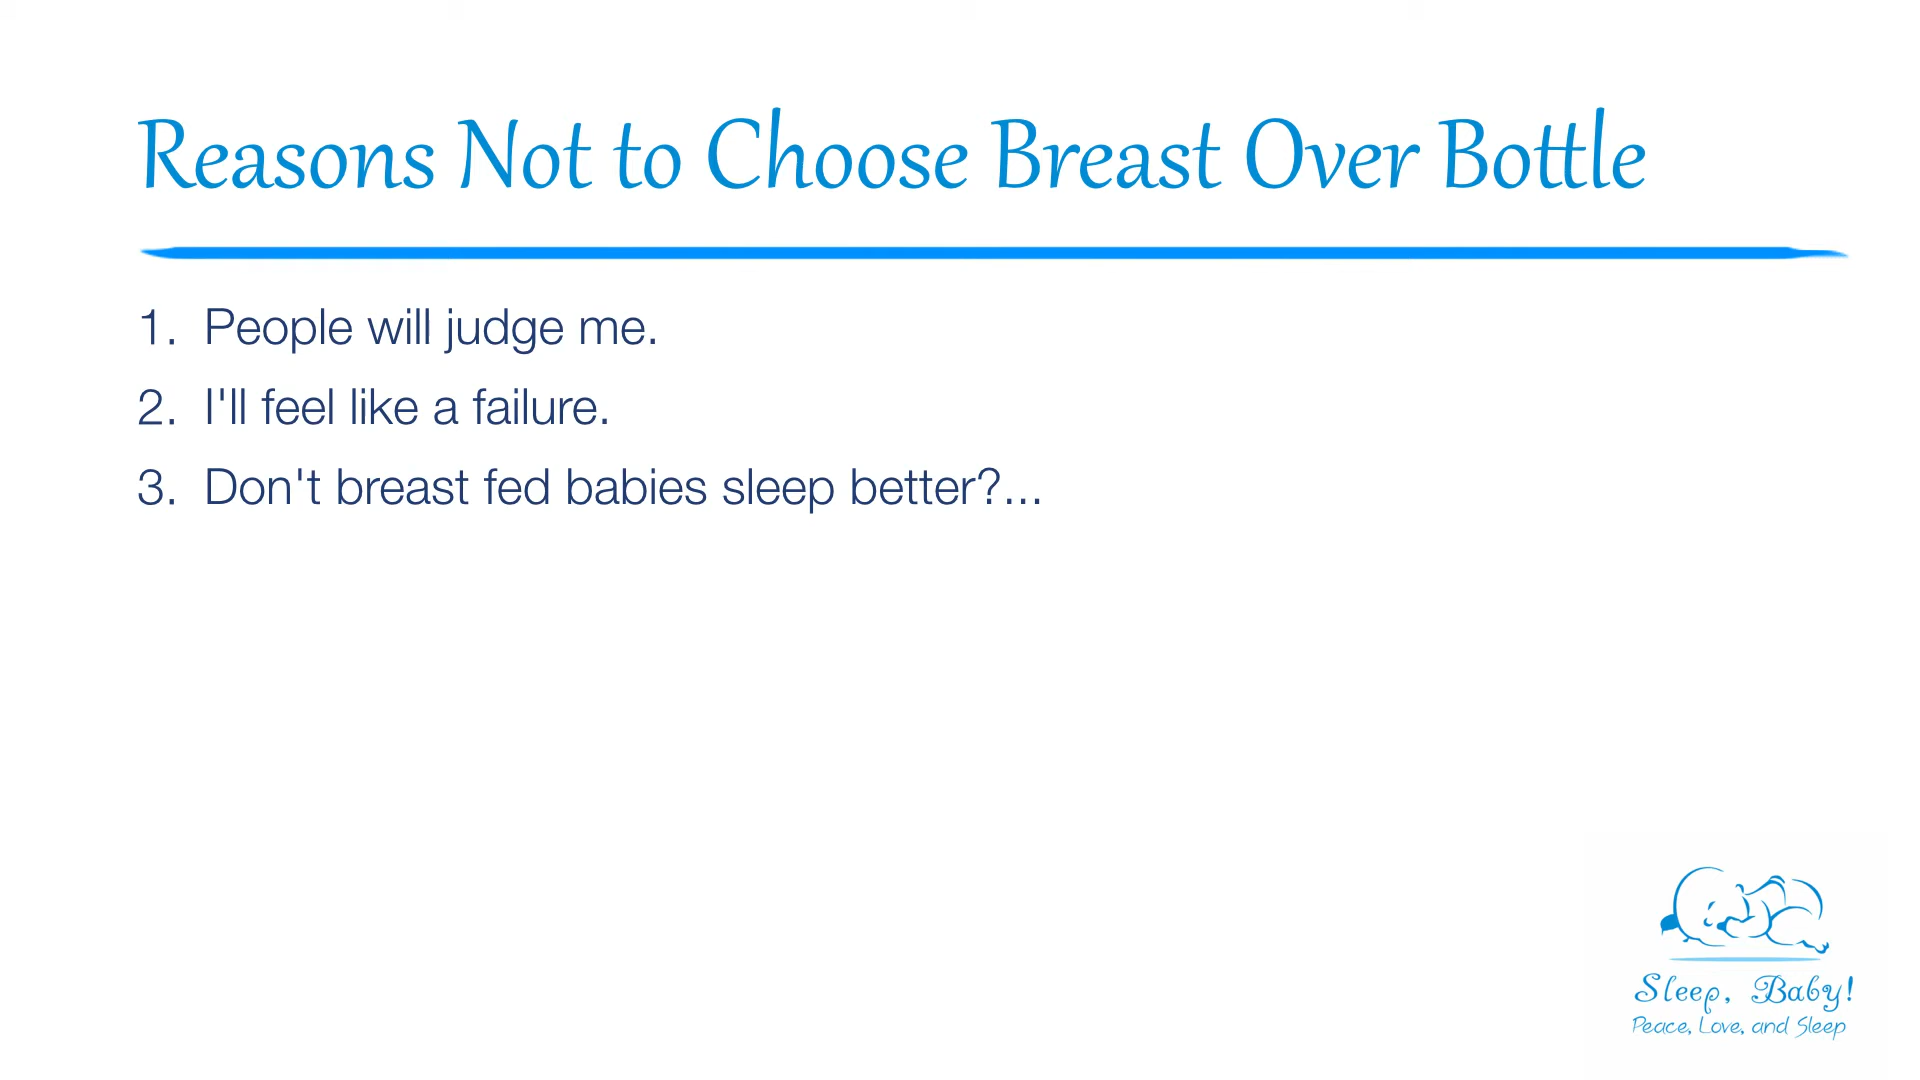 Reasons Not to Choose Breast Over Bottle
1. People will judge me.
2. I'll feel like a failure.
3. Don't breast fed babies sleep better?...
Sleep, Baby!
Peace, Love, and Sleep